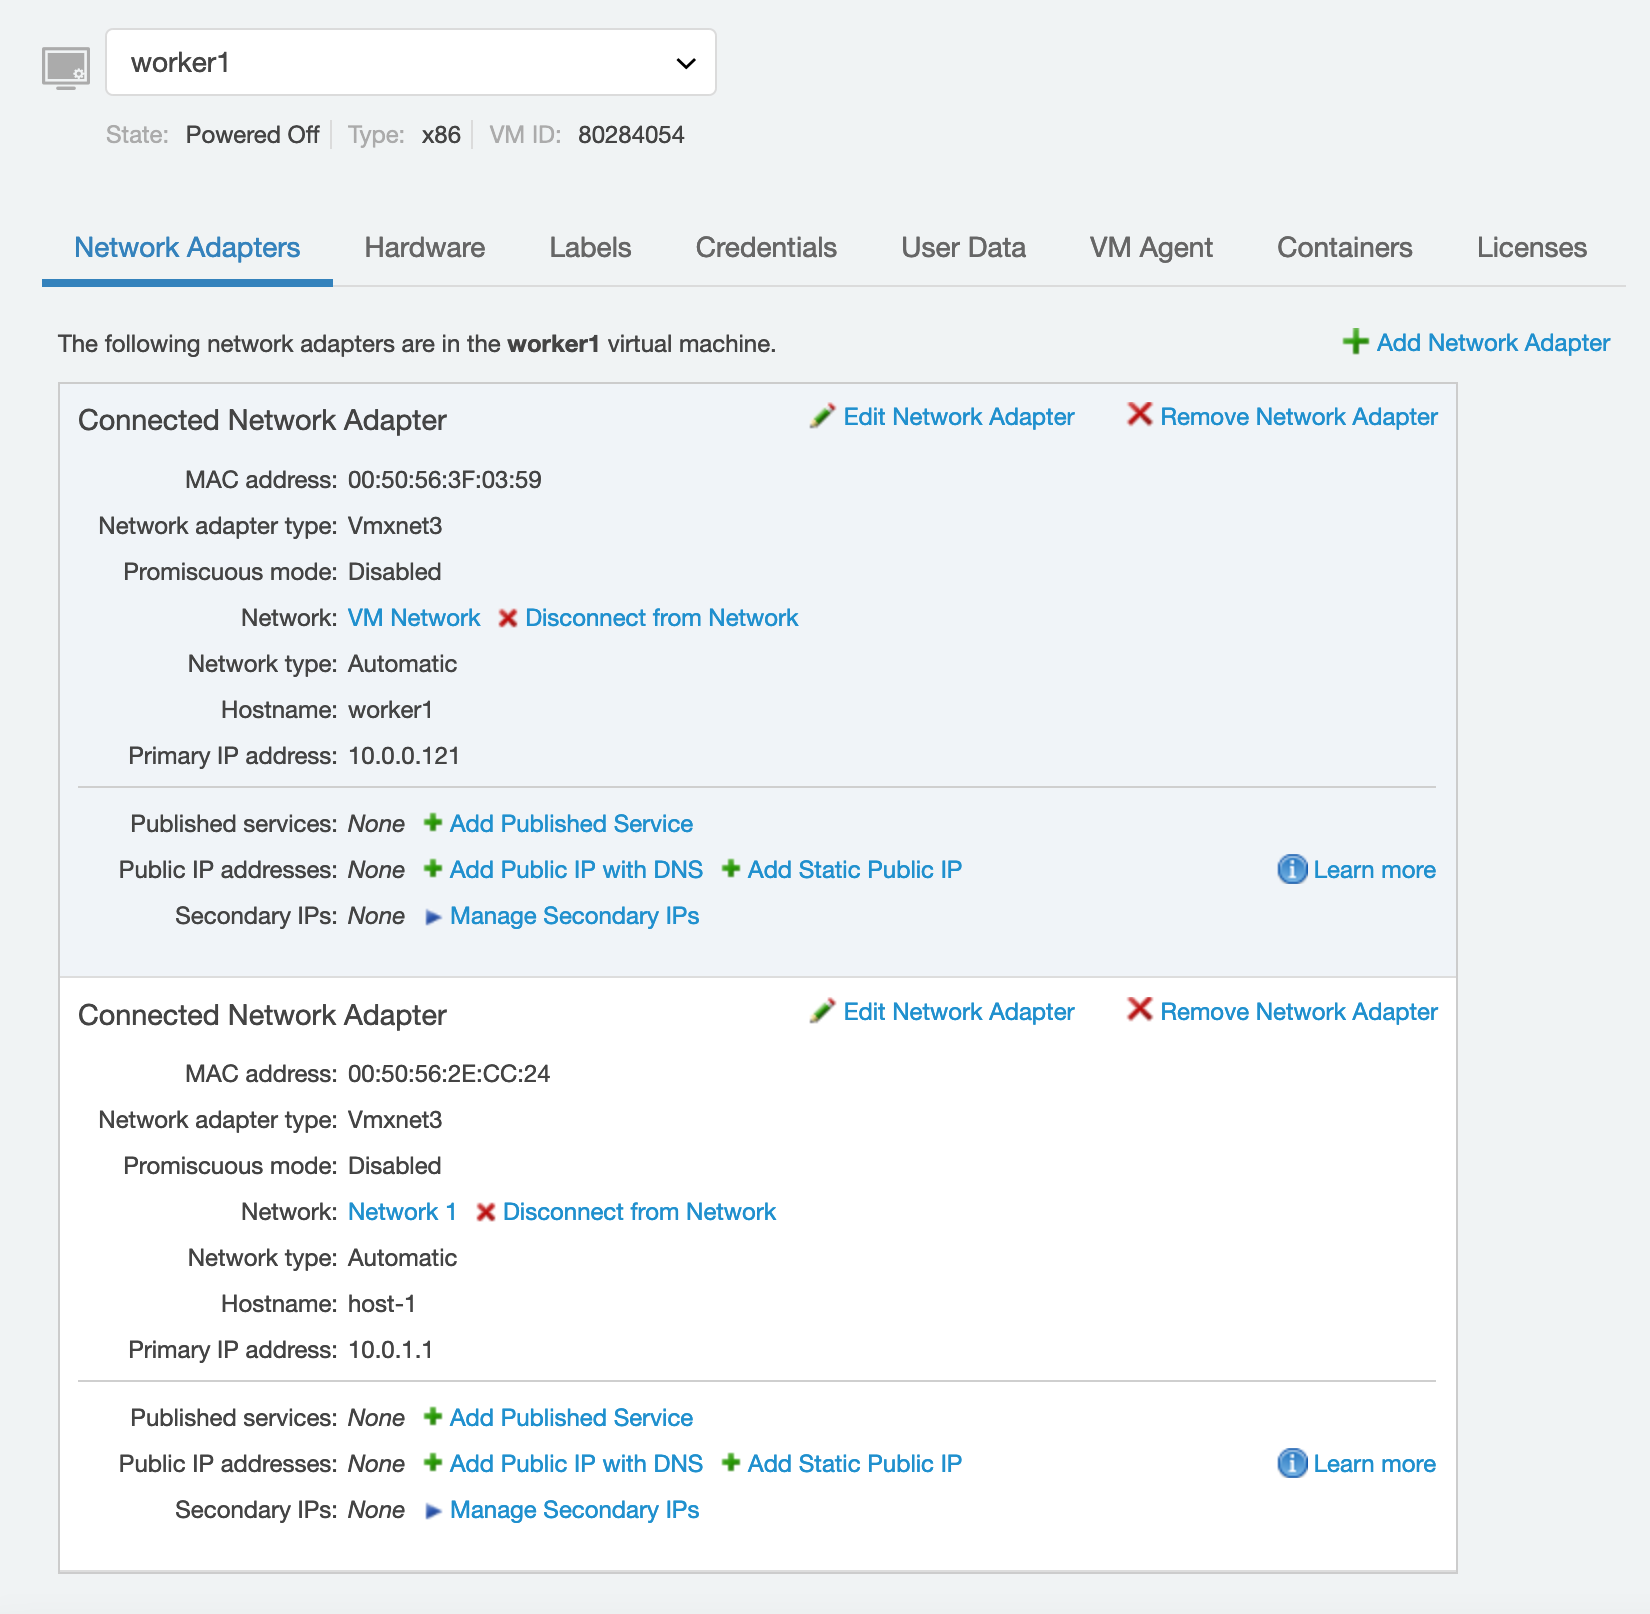 worker1
State: Powered Off Type: x86 VM ID: 80284054
Network Adapters Hardware Labels Credentials User Data VM Agent Containers Licenses
The following network adapters are in the worker1 virtual machine. Add Network Adapter
Connected Network Adapter Edit Network Adapter Remove Network Adapter
MAC address: 00:50:56:3F:03:59
Network adapter type: Vmxnet3
Promiscuous mode: Disabled
Network: VM Network Disconnect from Network
Network type: Automatic
Hostname: worker1
Primary IP address: 10.0.0.121
Published services: None Add Published Service
Public IP addresses: None Add Public IP with DNS Add Static Public IP Learn more
Secondary IPs: None Manage Secondary IPs
Connected Network Adapter Edit Network Adapter Remove Network Adapter
MAC address: 00:50:56:2E:CC:24
Network adapter type: Vmxnet3
Promiscuous mode: Disabled
Network: Network 1 Disconnect from Network
Network type: Automatic
Hostname: host-1
Primary IP address: 10.0.1.1
Published services: None Add Published Service
Public IP addresses: None Add Public IP with DNS Add Static Public IP Learn more
Secondary IPs: None Manage Secondary IPs